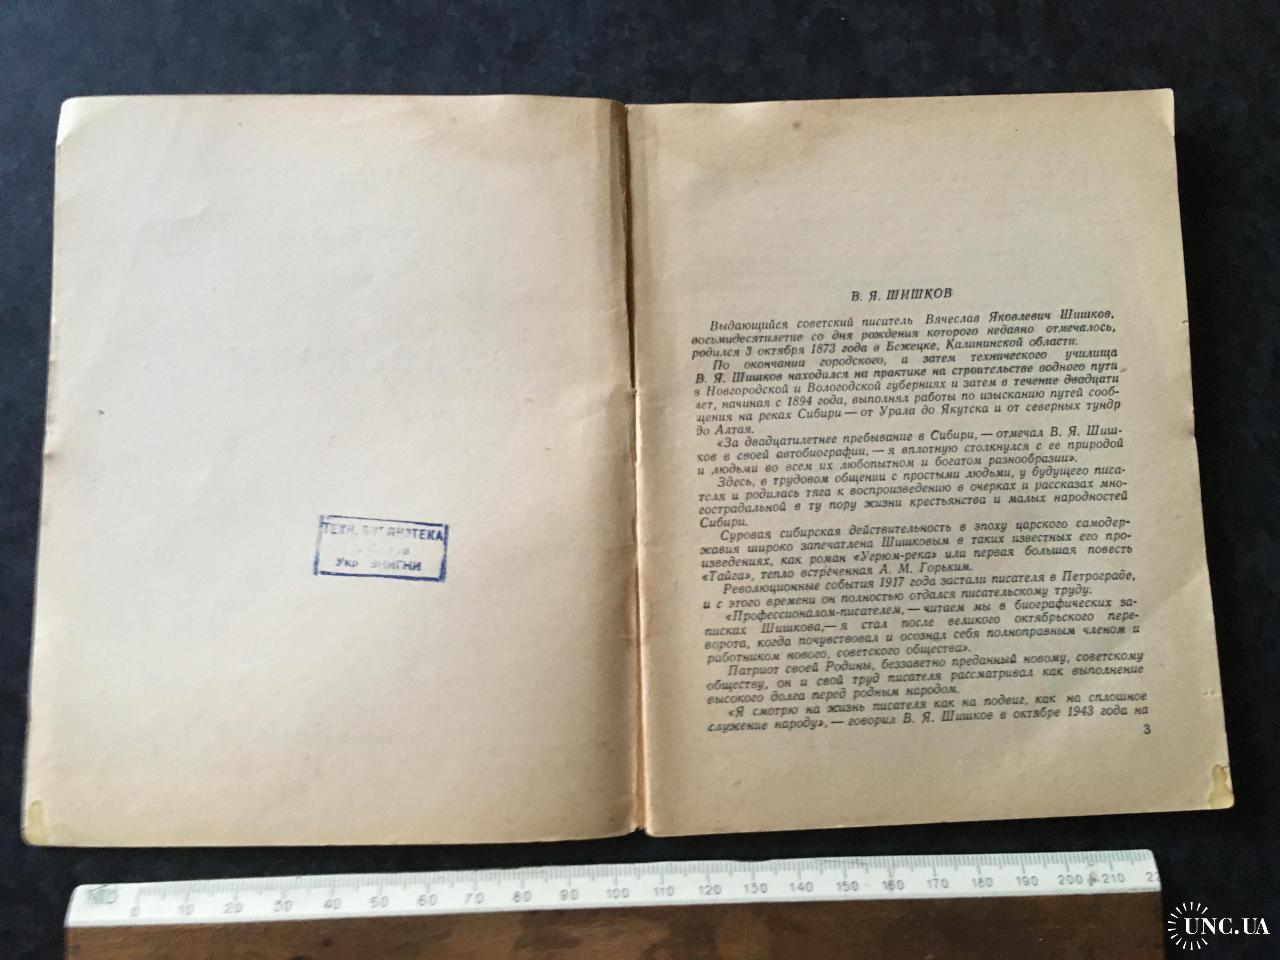 ТЕХН. БИБЛИОТЕКА
Укр НИГНИ
В. Я. ШИШКОВ
Выдающийся советский писатель Вячеслав Яковлевич Шишков,
восьмидесятилетие со дня рождения которого недавно отмечалось,
родился 3 октября 1873 года в Бежецке, Калининской области.
По окончании городского, а затем технического училища
В. Я. Шишков находился на практике на строительстве водного пути
в Новгородской и Вологодской губерниях и затем в течение двадцати
лет, начиная с 1894 года, выполнял работы по изысканию путей сооб-
щения на реках Сибири — от Урала до Якутска и от северных тундр
до Алтая.
«За двадцатилетнее пребывание в Сибири, — отмечал В. Я. Шиш-
ков в своей автобиографии, — я вплотную столкнулся с ее природой
и людьми во всем их любопытном и богатом разнообразии».
Здесь, в трудовом общении с простыми людьми, у будущего писа-
теля и родилась тяга к воспроизведению в очерках и рассказах мно-
гострадальной в ту пору жизни крестьянства и малых народностей
Сибири.
Суровая сибирская действительность в эпоху царского самодер-
жавия широко запечатлена Шишковым в таких известных его про-
изведениях, как роман «Угрюм-река» или первая большая повесть
«Тайга», тепло встреченная А. М. Горьким.
Революционные события 1917 года застали писателя в Петрограде,
и с этого времени он полностью отдался писательскому труду.
«Профессионалом-писателем, — читаем мы в биографических за-
писках Шишкова,— я стал после великого октябрьского пере-
ворота, когда почувствовал и осознал себя полноправным членом и
работником нового, советского общества».
Патриот своей Родины, беззаветно преданный новому, советскому
обществу, он и свой труд писателя рассматривал как выполнение
высокого долга перед родным народом.
«Я смотрю на жизнь писателя как на подвиг, как на сплошное
служение народу», — говорил В. Я. Шишков в октябре 1943 года на
3
0 10 20 30 50 60 70 80 90 100 110 120 130 140 150 160 170 180 190 200 210
UNC.UA